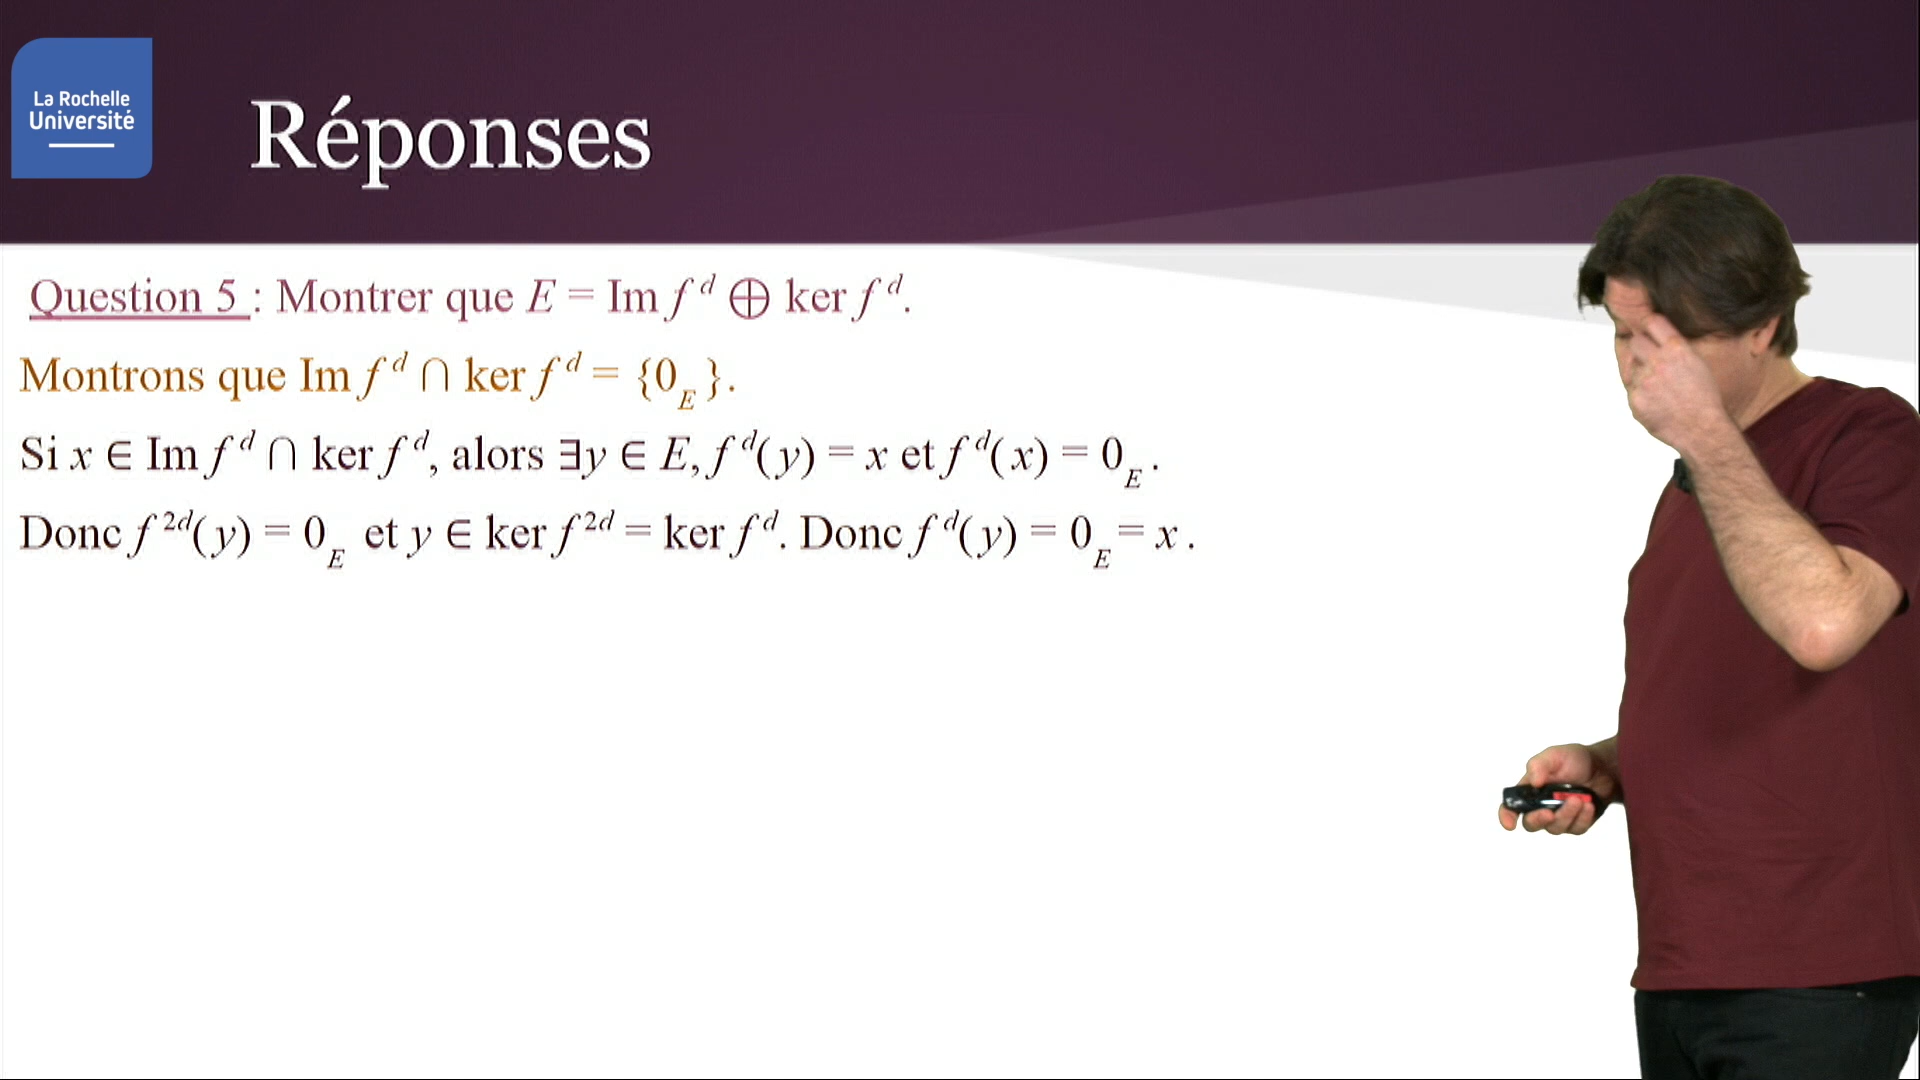 La Rochelle
Université
Réponses
Question 5 : Montrer que E = Im f ᵈ ⊕ ker f ᵈ.
Montrons que Im f ᵈ ∩ ker f ᵈ = {0_E}.
Si x ∈ Im f ᵈ ∩ ker f ᵈ, alors ∃y ∈ E, f ᵈ(y) = x et f ᵈ(x) = 0_E.
Donc f ²ᵈ(y) = 0_E et y ∈ ker f ²ᵈ = ker f ᵈ. Donc f ᵈ(y) = 0_E = x.